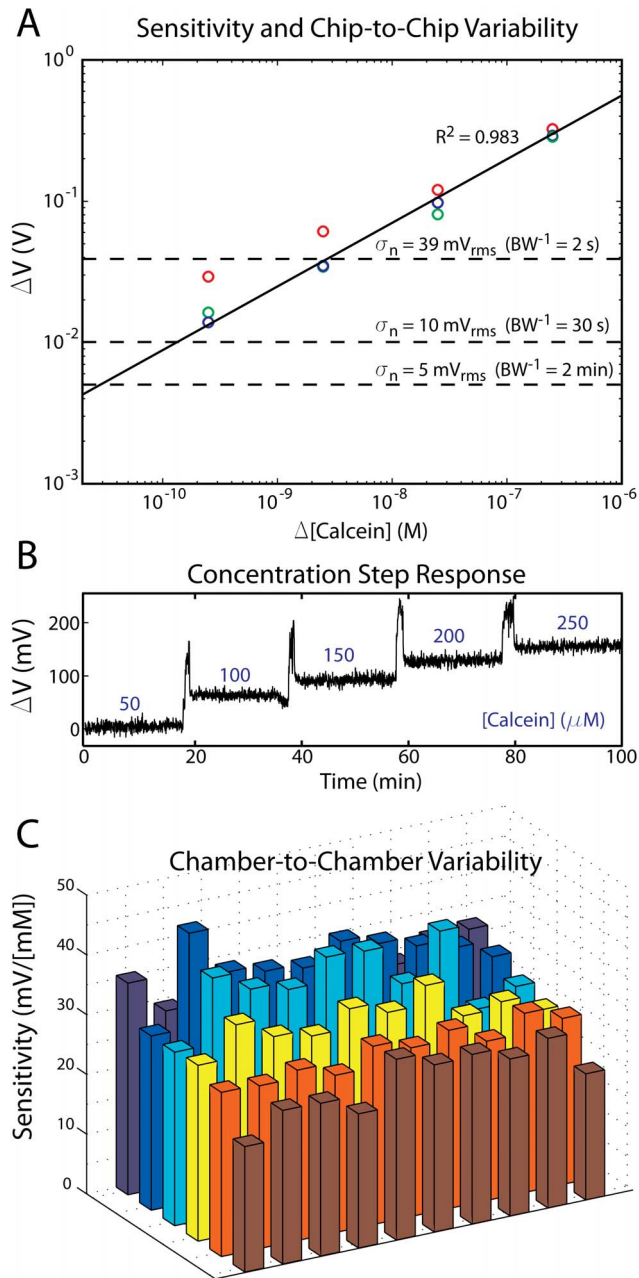 A
Sensitivity and Chip-to-Chip Variability
10⁰
R² = 0.983
10⁻¹
σₙ = 39 mVrms (BW⁻¹ = 2 s)
ΔV (V)
σₙ = 10 mVrms (BW⁻¹ = 30 s)
10⁻²
σₙ = 5 mVrms (BW⁻¹ = 2 min)
10⁻³
10⁻¹⁰ 10⁻⁹ 10⁻⁸ 10⁻⁷ 10⁻⁶
Δ[Calcein] (M)
B
Concentration Step Response
ΔV (mV)
200
100
0
50 100 150 200 250
[Calcein] (μM)
0 20 40 60 80 100
Time (min)
C
Chamber-to-Chamber Variability
Sensitivity (mV/[mM])
50
40
30
20
10
0